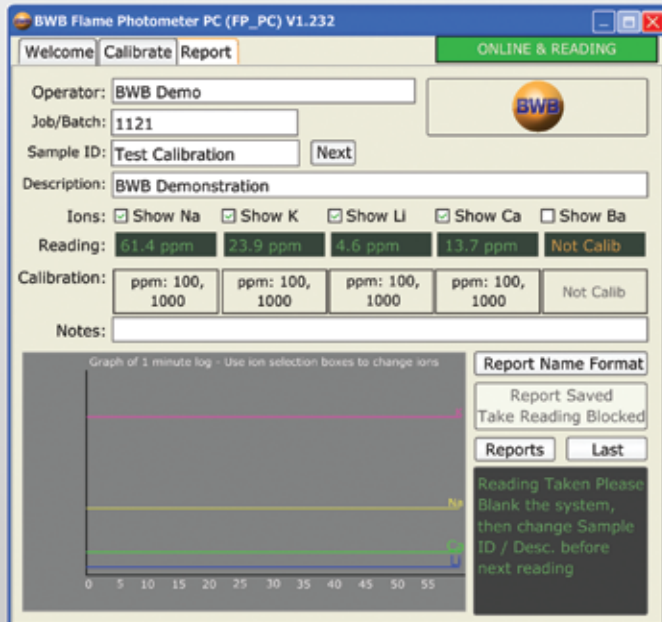 BWB Flame Photometer PC (FP_PC) V1.232
Welcome Calibrate Report ONLINE & READING
Operator: BWB Demo
BWB
Job/Batch: 1121
Sample ID: Test Calibration Next
Description: BWB Demonstration
Ions: Show Na Show K Show Li Show Ca Show Ba
Reading: 61.4 ppm 23.9 ppm 4.6 ppm 13.7 ppm Not Calib
Calibration: ppm: 100, 1000 ppm: 100, 1000 ppm: 100, 1000 ppm: 100, 1000 Not Calib
Notes:
Graph of 1 minute log - Use ion selection boxes to change ions
Report Name Format
Report Saved
Take Reading Blocked
Reports Last
Reading Taken Please
Blank the system,
then change Sample
ID / Desc. before
next reading
Na
Ca
Li
0 5 10 15 20 25 30 35 40 45 50 55